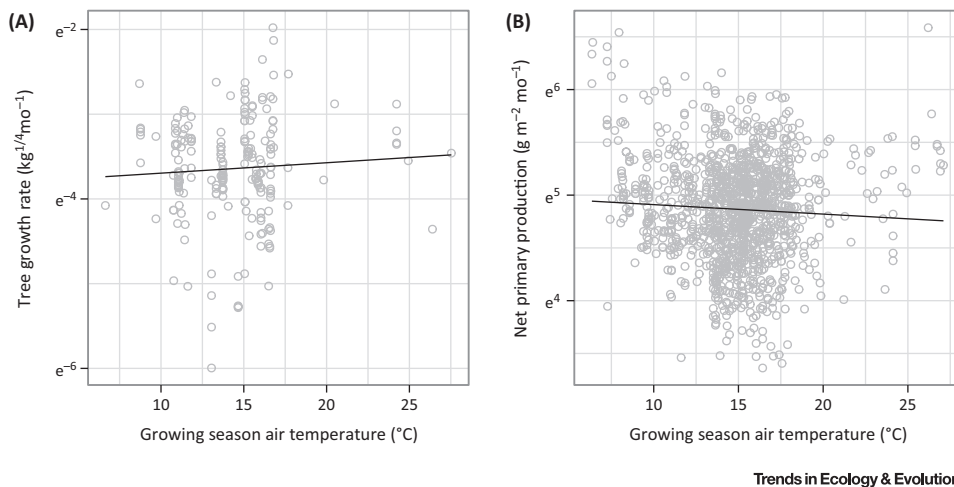 (A)
(B)
e⁻²
e⁻⁴
e⁻⁶
Tree growth rate (kg¹/⁴mo⁻¹)
10 15 20 25
Growing season air temperature (°C)
e⁶
e⁵
e⁴
Net primary production (g m⁻² mo⁻¹)
10 15 20 25
Growing season air temperature (°C)
Trends in Ecology & Evolution